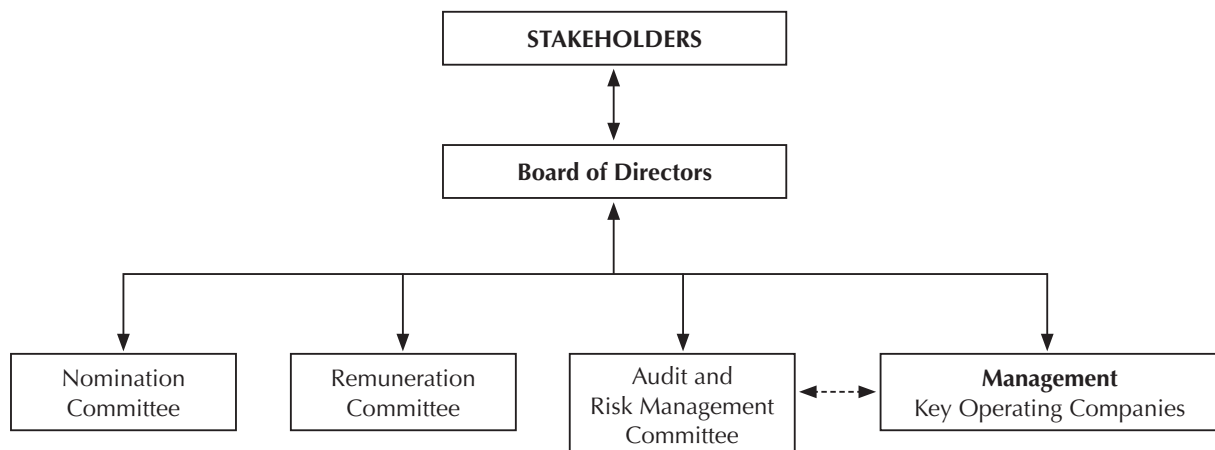 STAKEHOLDERS
Board of Directors
Nomination
Committee
Remuneration
Committee
Audit and
Risk Management
Committee
Management
Key Operating Companies